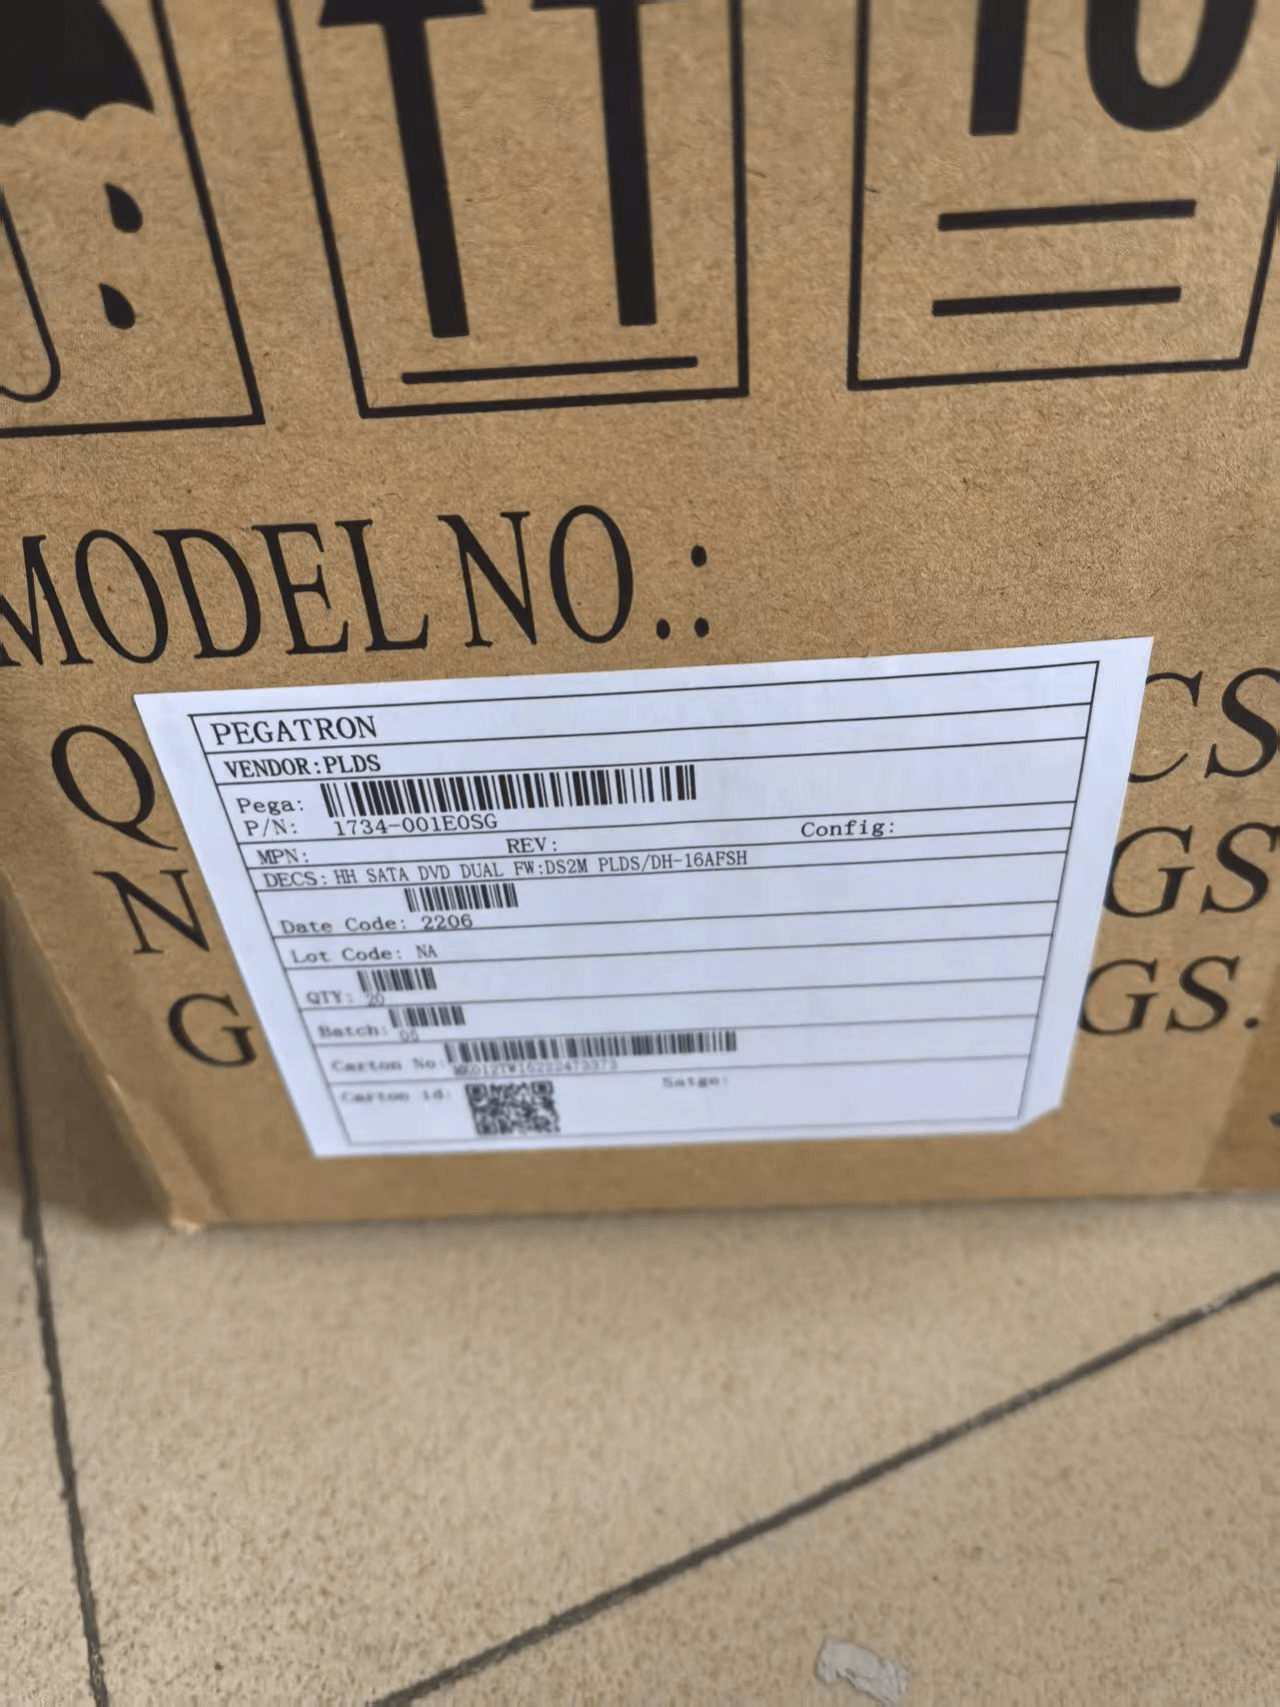 10
MODEL NO.:
Q CS
N GS
G GS.
PEGATRON
VENDOR:PLDS
Pega:
P/N: 1734-001E0SG
MPN: REV: Config:
DECS: HH SATA DVD DUAL FW:DS2M PLDS/DH-16AFSH
Date Code: 2206
Lot Code: NA
QTY: 20
Batch: 05
Carton No:
Carton id: Satge: